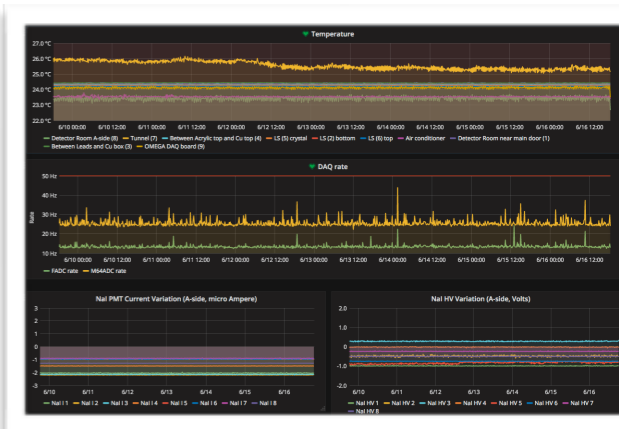 Temperature
27.0 °C
26.0 °C
25.0 °C
24.0 °C
23.0 °C
22.0 °C
6/10 00:00 6/10 12:00 6/11 00:00 6/11 12:00 6/12 00:00 6/12 12:00 6/13 00:00 6/13 12:00 6/14 00:00 6/14 12:00 6/15 00:00 6/15 12:00 6/16 00:00 6/16 12:00
Detector Room A-side (8) Tunnel (7) Between Acrylic top and Cu top (4) LS (5) crystal LS (2) bottom LS (6) top Air conditioner Detector Room near main door (1)
Between Leads and Cu box (3) OMEGA DAQ board (9)
DAQ rate
50 Hz
40 Hz
30 Hz
20 Hz
10 Hz
Rate
6/10 00:00 6/10 12:00 6/11 00:00 6/11 12:00 6/12 00:00 6/12 12:00 6/13 00:00 6/13 12:00 6/14 00:00 6/14 12:00 6/15 00:00 6/15 12:00 6/16 00:00 6/16 12:00
FADC rate M64ADC rate
NaI PMT Current Variation (A-side, micro Ampere)
3
2
1
0
-1
-2
-3
6/10 6/11 6/12 6/13 6/14 6/15 6/16
NaI 1 NaI 2 NaI 3 NaI 4 NaI 5 NaI 6 NaI 7 NaI 8
NaI HV Variation (A-side, Volts)
2.0
1.0
0
-1.0
-2.0
6/10 6/11 6/12 6/13 6/14 6/15 6/16
NaI HV 1 NaI HV 2 NaI HV 3 NaI HV 4 NaI HV 5 NaI HV 6 NaI HV 7
NaI HV 8